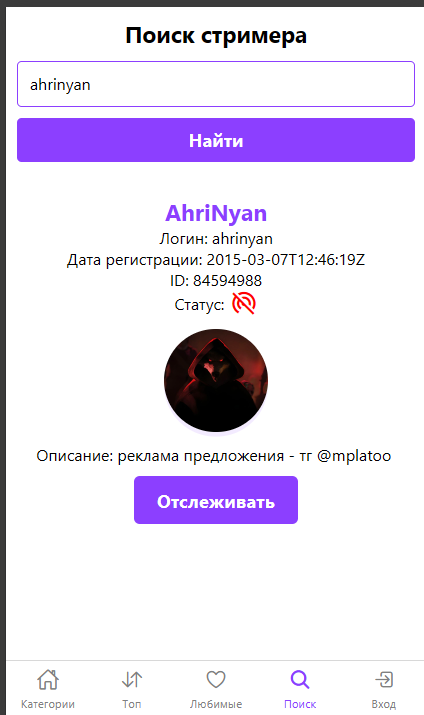 Поиск стримера
ahrinyan
Найти
AhriNyan
Логин: ahrinyan
Дата регистрации: 2015-03-07T12:46:19Z
ID: 84594988
Статус:
Описание: реклама предложения - тг @mplatoo
Отслеживать
Категории
Топ
Любимые
Поиск
Вход